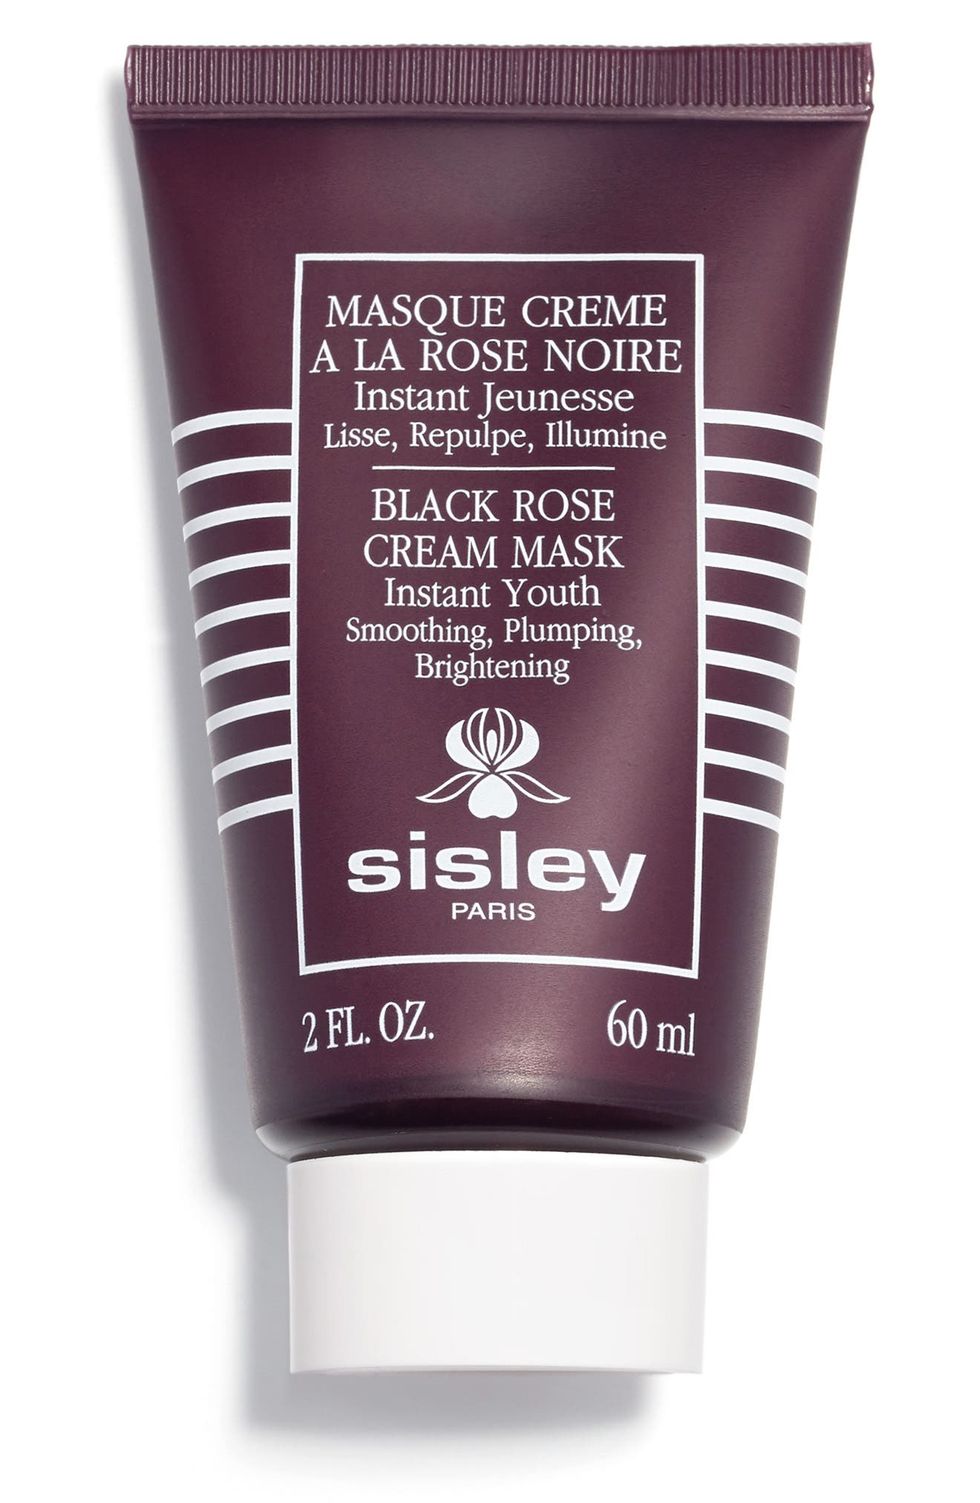 MASQUE CREME
A LA ROSE NOIRE
Instant Jeunesse
Lisse, Repulpe, Illumine
BLACK ROSE
CREAM MASK
Instant Youth
Smoothing, Plumping,
Brightening
sisley
PARIS
2 FL. OZ. 60 ml